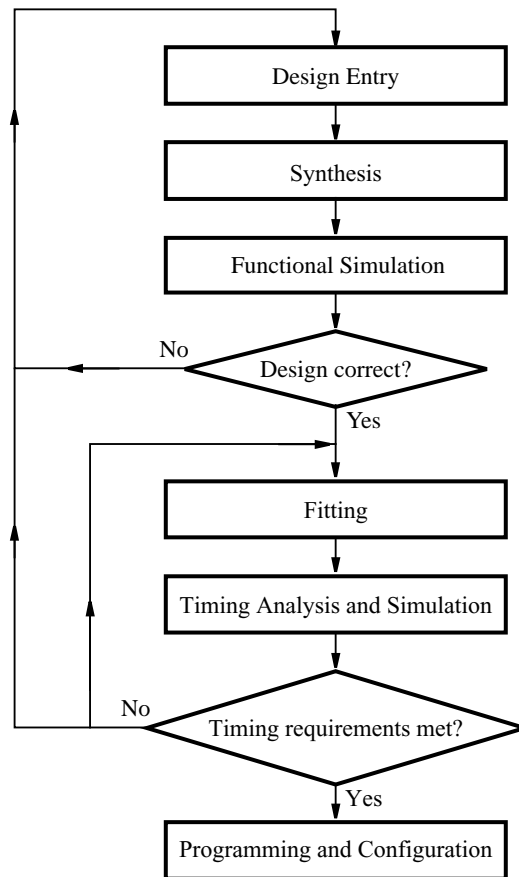 Design Entry
Synthesis
Functional Simulation
No
Design correct?
Yes
Fitting
Timing Analysis and Simulation
No
Timing requirements met?
Yes
Programming and Configuration